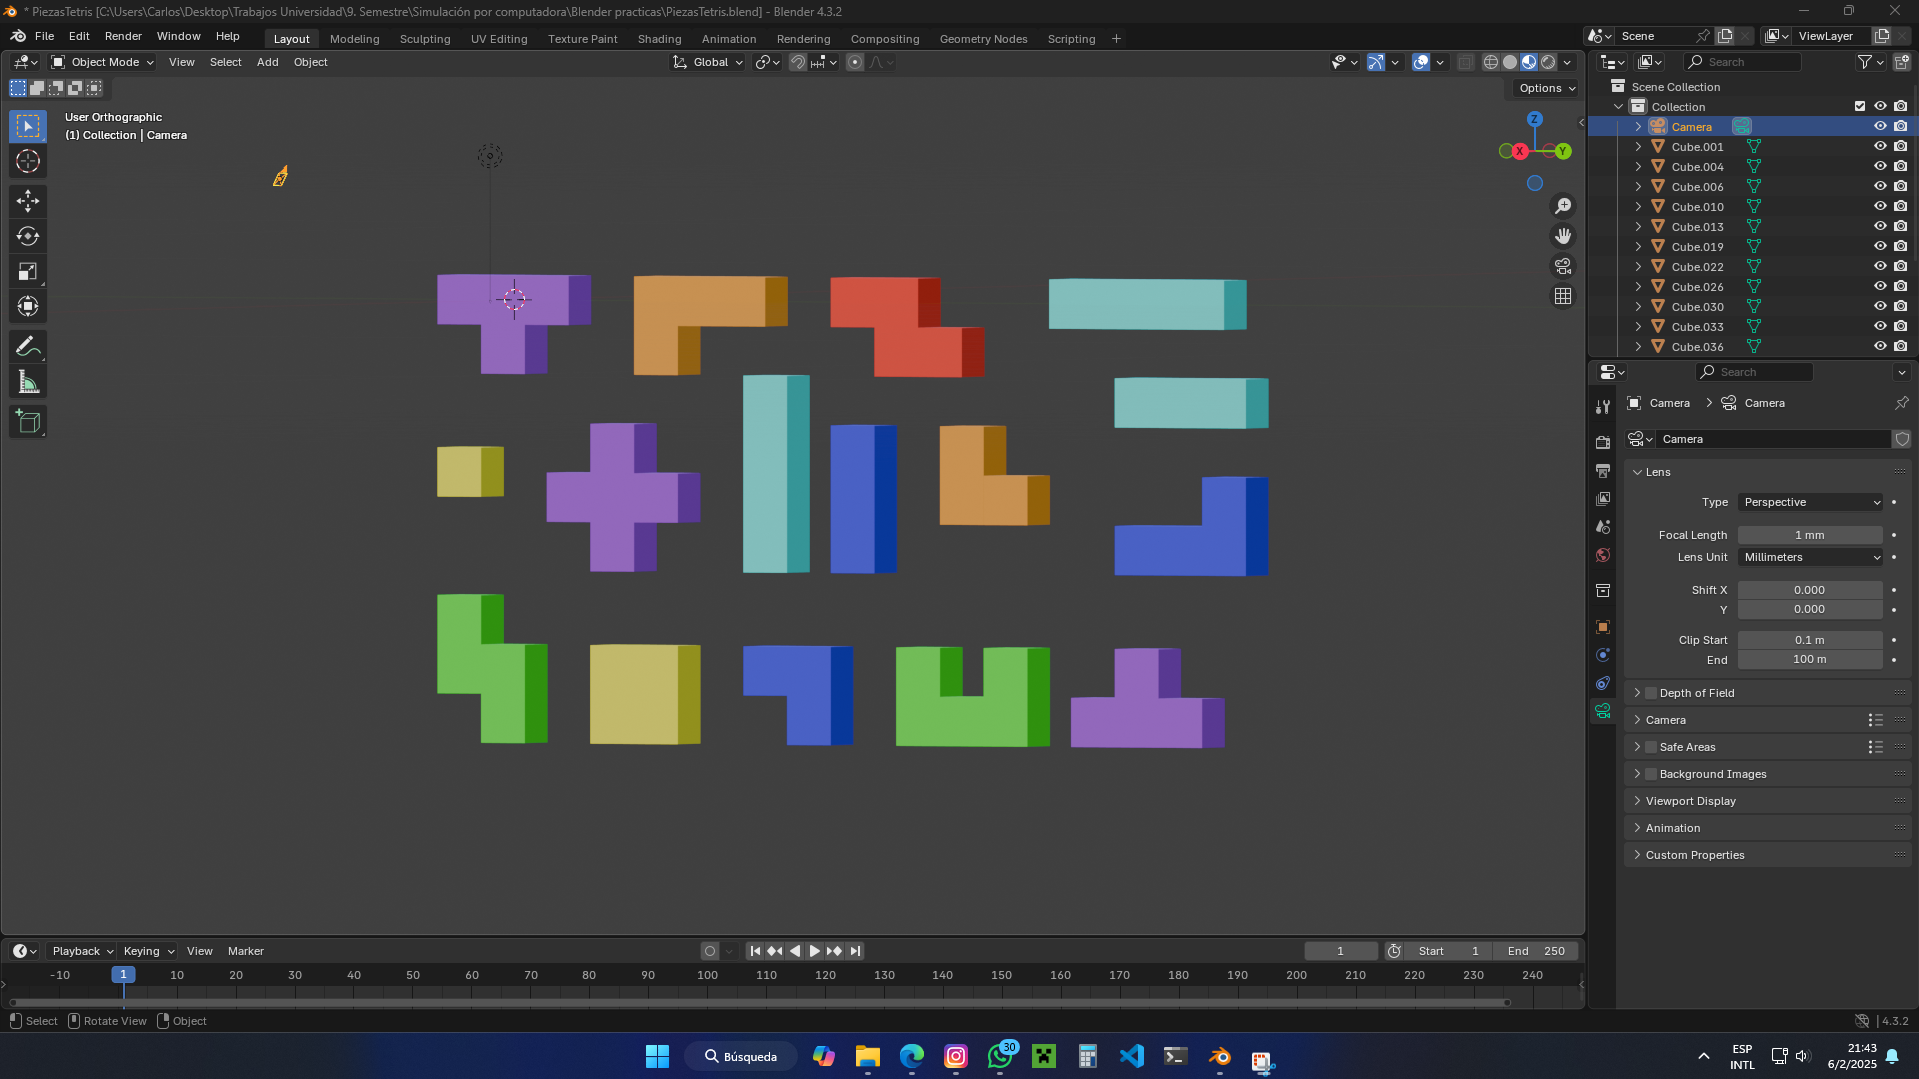 * PiezasTetris [C:\Users\Carlos\Desktop\Trabajos Universidad\9. Semestre\Simulación por computadora\Blender practicas\PiezasTetris.blend] - Blender 4.3.2
File Edit Render Window Help Layout Modeling Sculpting UV Editing Texture Paint Shading Animation Rendering Compositing Geometry Nodes Scripting + Scene ViewLayer
Object Mode View Select Add Object Global Search
Options
Scene Collection
Collection
User Orthographic
(1) Collection | Camera
Z
X
Y
Camera
Cube.001
Cube.004
Cube.006
Cube.010
Cube.013
Cube.019
Cube.022
Cube.026
Cube.030
Cube.033
Cube.036
Search
Camera Camera
Camera
Lens
Type Perspective
Focal Length 1 mm
Lens Unit Millimeters
Shift X 0.000
Y 0.000
Clip Start 0.1 m
End 100 m
Depth of Field
Camera
Safe Areas
Background Images
Viewport Display
Animation
Custom Properties
Playback Keying View Marker 1 Start 1 End 250
-10 1 10 20 30 40 50 60 70 80 90 100 110 120 130 140 150 160 170 180 190 200 210 220 230 240
Select Rotate View Object 4.3.2
Búsqueda
30
ESP
INTL
21:43
6/2/2025